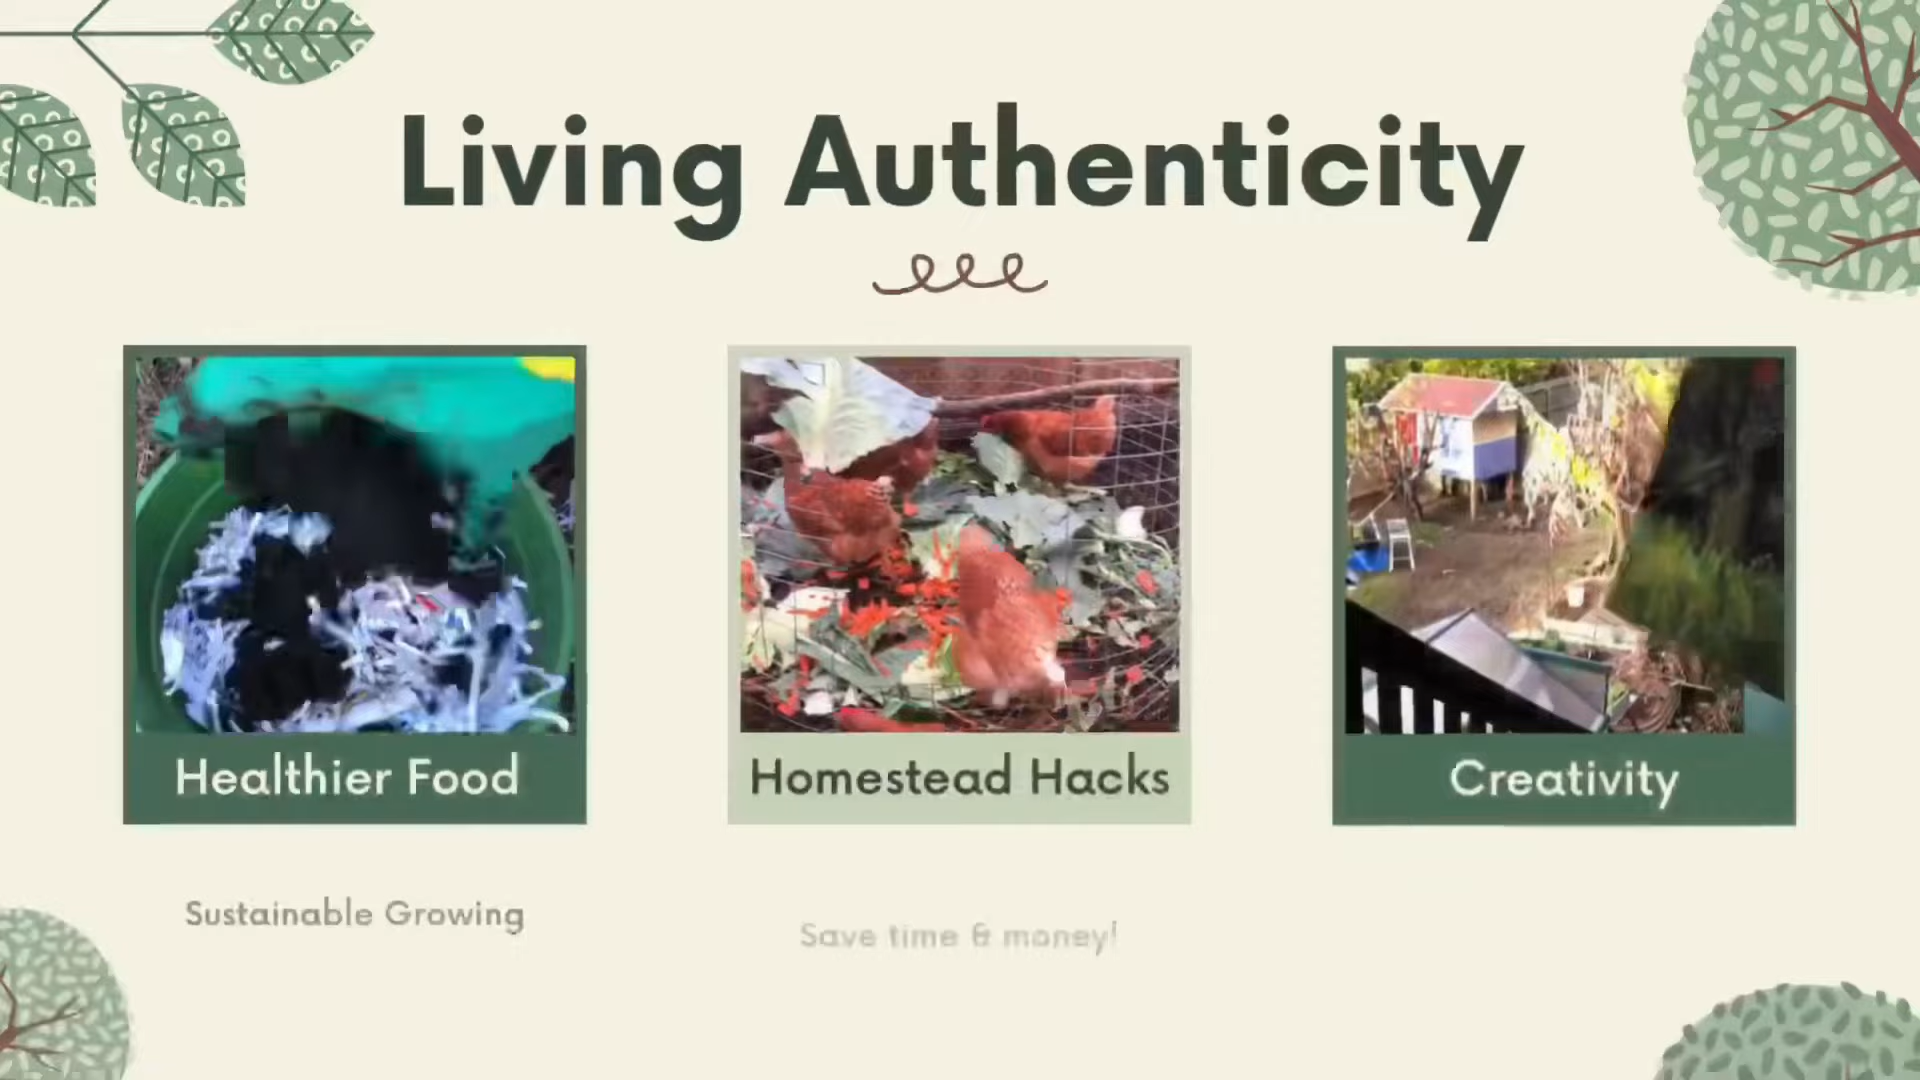 Living Authenticity
Healthier Food
Homestead Hacks
Creativity
Sustainable Growing
Save time & money!